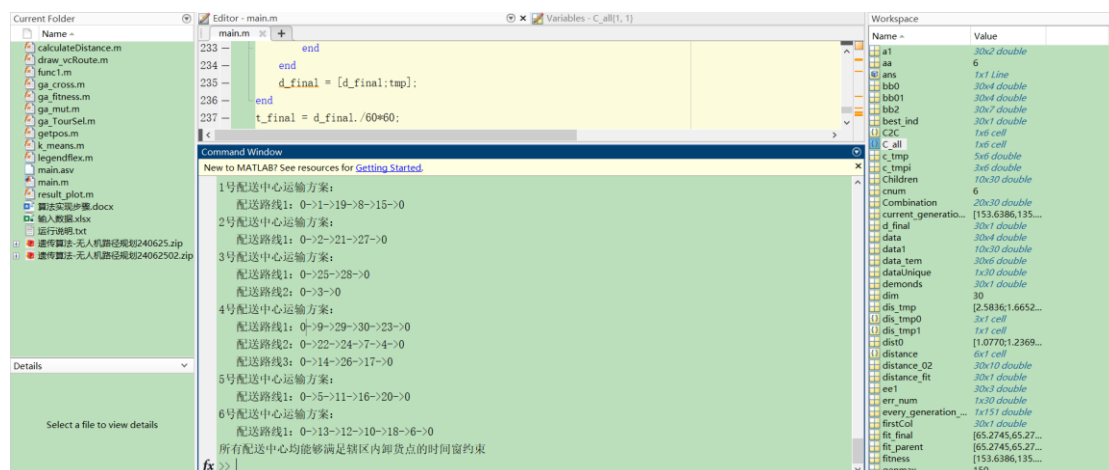 Current Folder
Name
calculateDistance.m
draw_vcRoute.m
func1.m
ga_cross.m
ga_fitness.m
ga_mut.m
ga_TourSel.m
getpos.m
k_means.m
legendflex.m
main.asv
main.m
result_plot.m
算法实现步骤.docx
输入数据.xlsx
运行说明.txt
遗传算法-无人机路径规划240625.zip
遗传算法-无人机路径规划24062502.zip
Details
Select a file to view details
Editor - main.m
Variables - C_all{1, 1}
main.m
233 — end
234 — end
235 — d_final = [d_final;tmp];
236 — end
237 — t_final = d_final./60*60;
Command Window
New to MATLAB? See resources for Getting Started.
1号配送中心运输方案:
配送路线1: 0->1->19->8->15->0
2号配送中心运输方案:
配送路线1: 0->2->21->27->0
3号配送中心运输方案:
配送路线1: 0->25->28->0
配送路线2: 0->3->0
4号配送中心运输方案:
配送路线1: 0->9->29->30->23->0
配送路线2: 0->22->24->7->4->0
配送路线3: 0->14->26->17->0
5号配送中心运输方案:
配送路线1: 0->5->11->16->20->0
6号配送中心运输方案:
配送路线1: 0->13->12->10->18->6->0
所有配送中心均能够满足辖区内卸货点的时间窗约束
fx >>
Workspace
Name Value
a1 30x2 double
aa 6
ans 1x1 Line
bb0 30x4 double
bb01 30x4 double
bb2 30x7 double
best_ind 30x1 double
C2C 1x6 cell
C_all 1x6 cell
c_tmp 5x6 double
c_tmpi 3x6 double
Children 10x30 double
cnum 6
Combination 20x30 double
current_generatio... [153.6386,135....
d_final 30x1 double
data 30x4 double
data1 10x30 double
data_tem 30x6 double
dataUnique 1x30 double
demonds 30x1 double
dim 30
dis_tmp [2.5836;1.6652...
dis_tmp0 3x1 cell
dis_tmp1 1x1 cell
dist0 [1.0770;1.2369...
distance 6x1 cell
distance_02 30x10 double
distance_fit 30x1 double
ee1 30x3 double
err_num 1x30 double
every_generation_... 1x151 double
firstCol 30x1 double
fit_final [65.2745,65.27...
fit_parent [65.2745,65.27...
fitness [153.6386,135....